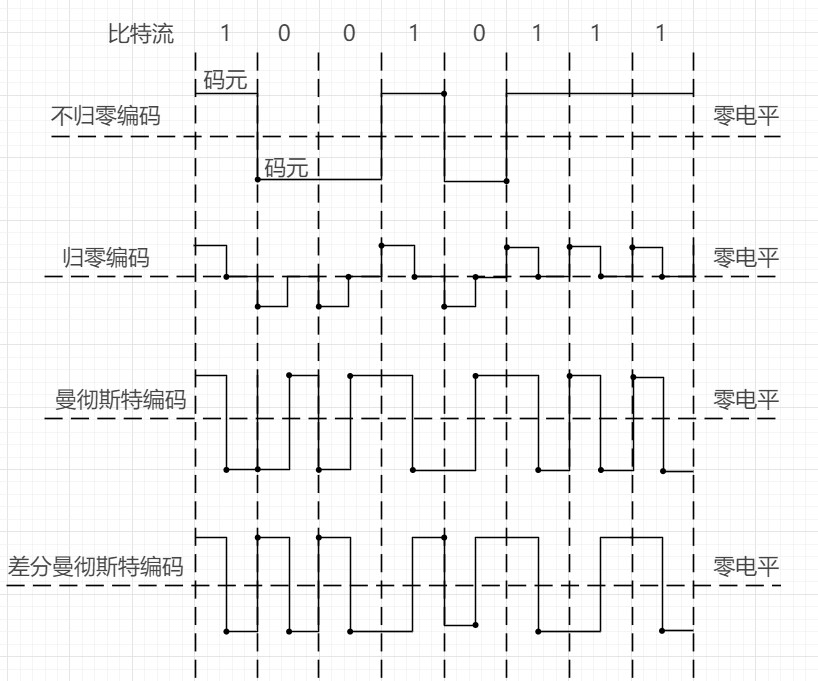 比特流 1 0 0 1 0 1 1 1
码元
不归零编码 零电平
码元
归零编码 零电平
曼彻斯特编码 零电平
差分曼彻斯特编码 零电平